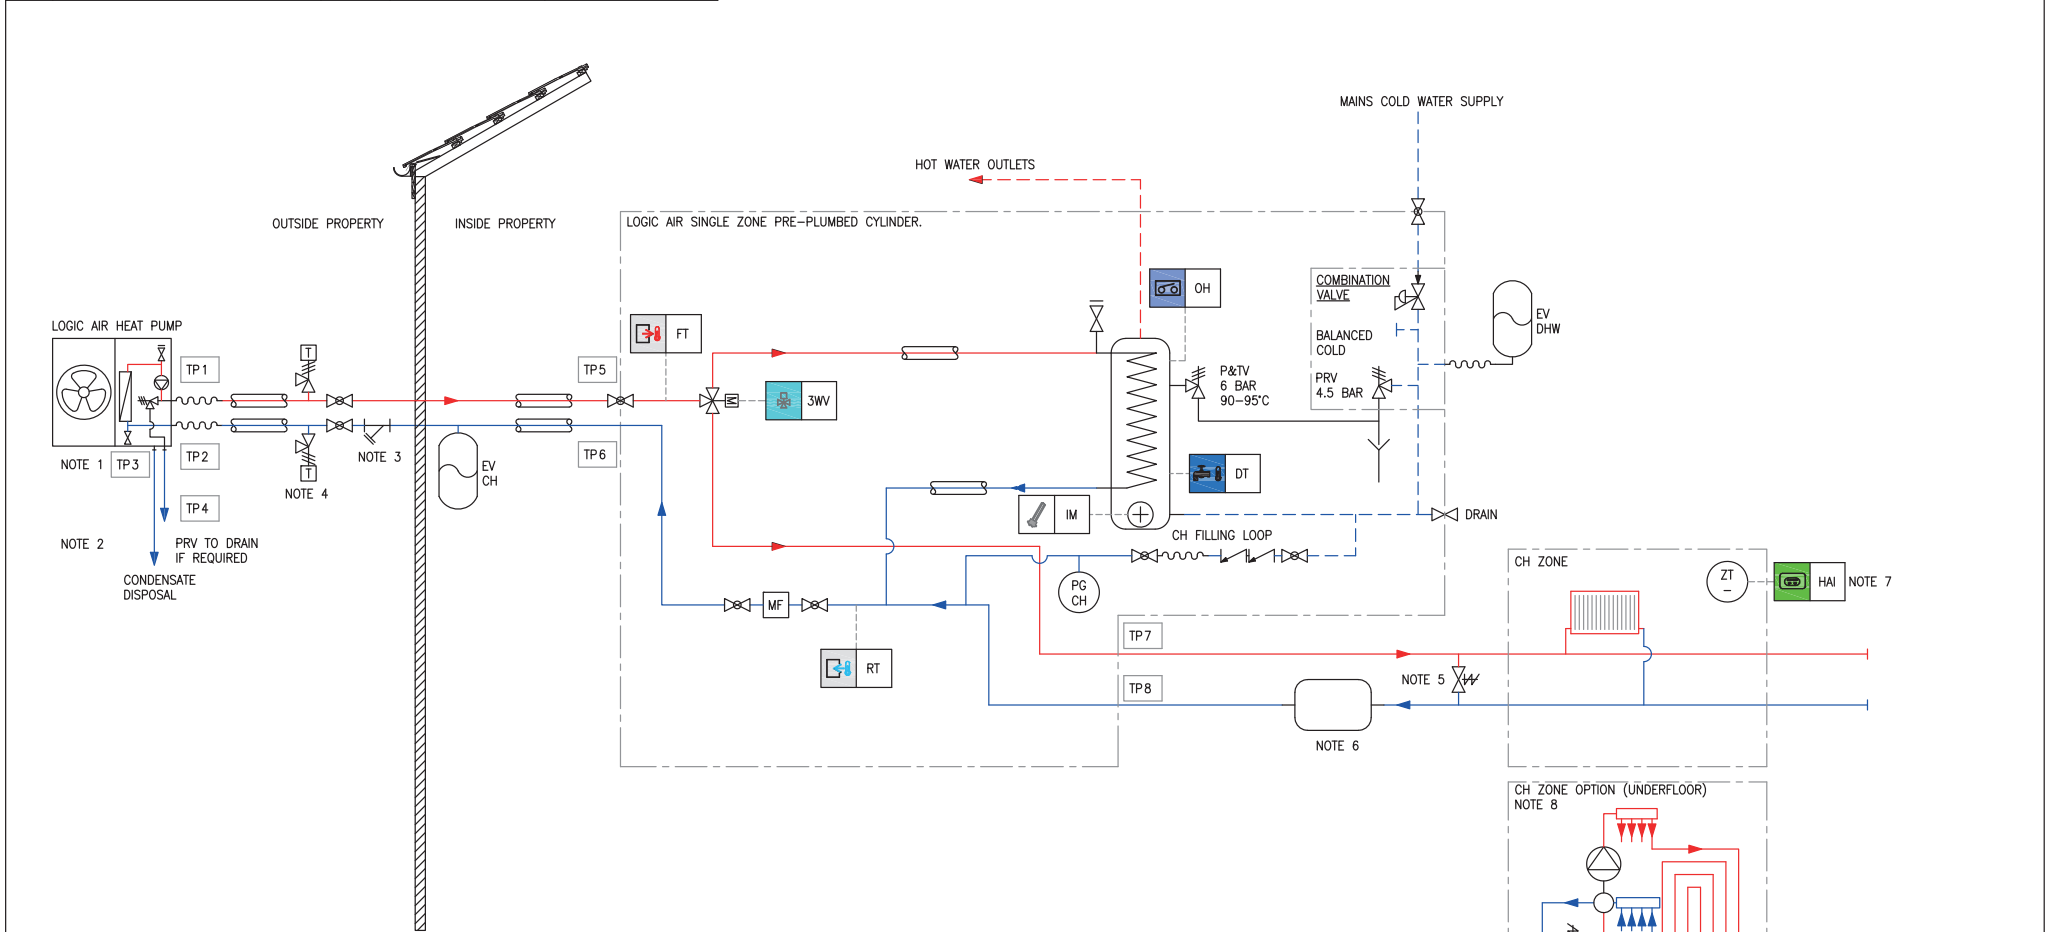 MAINS COLD WATER SUPPLY
HOT WATER OUTLETS
OUTSIDE PROPERTY
INSIDE PROPERTY
LOGIC AIR SINGLE ZONE PRE-PLUMBED CYLINDER.
OH
COMBINATION
VALVE
EV
DHW
LOGIC AIR HEAT PUMP
FT
BALANCED
COLD
TP1
T
TP5
P&TV
6 BAR
90-95°C
PRV
4.5 BAR
M
3WV
NOTE 1
TP3
TP2
NOTE 3
TP6
EV
CH
T
NOTE 4
DT
TP4
IM
DRAIN
NOTE 2
PRV TO DRAIN
IF REQUIRED
CH FILLING LOOP
CONDENSATE
DISPOSAL
PG
CH
MF
CH ZONE
ZT
-
HAI
NOTE 7
TP7
RT
TP8
NOTE 5
NOTE 6
CH ZONE OPTION (UNDERFLOOR)
NOTE 8